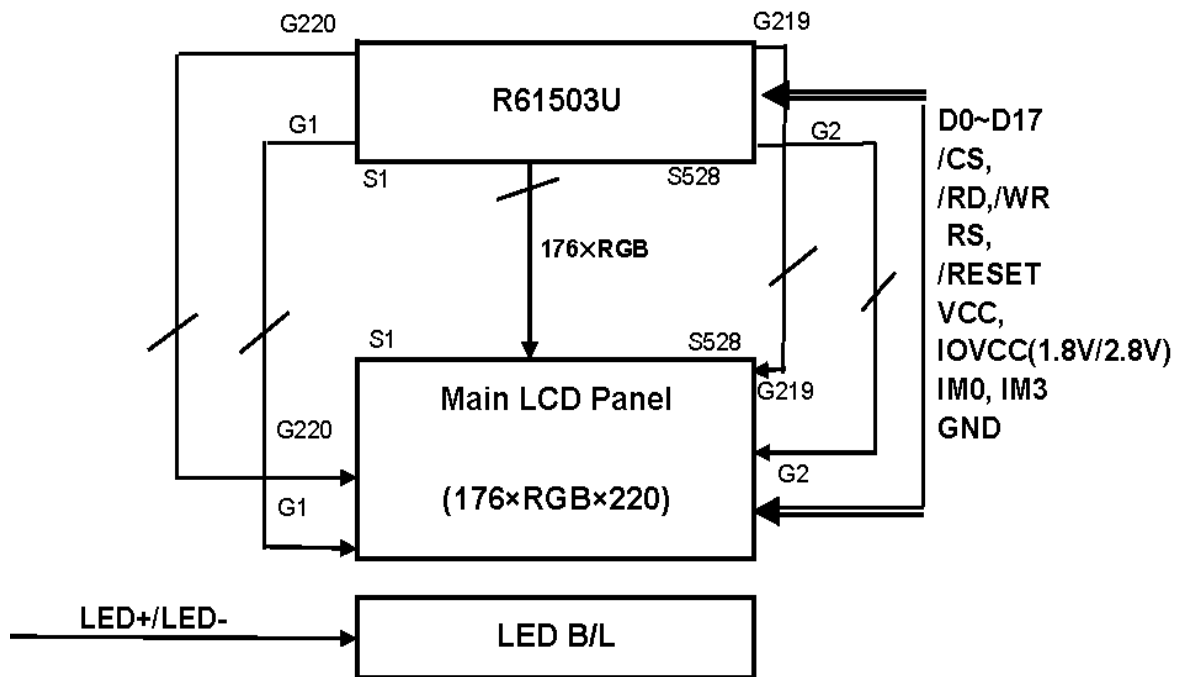 G220
G219
R61503U
G1
G2
S1
S528
D0~D17
/CS,
/RD,/WR
RS,
/RESET
VCC,
IOVCC(1.8V/2.8V)
IM0, IM3
GND
176×RGB
S1
S528
Main LCD Panel
G219
G220
G2
G1
(176×RGB×220)
LED+/LED-
LED B/L